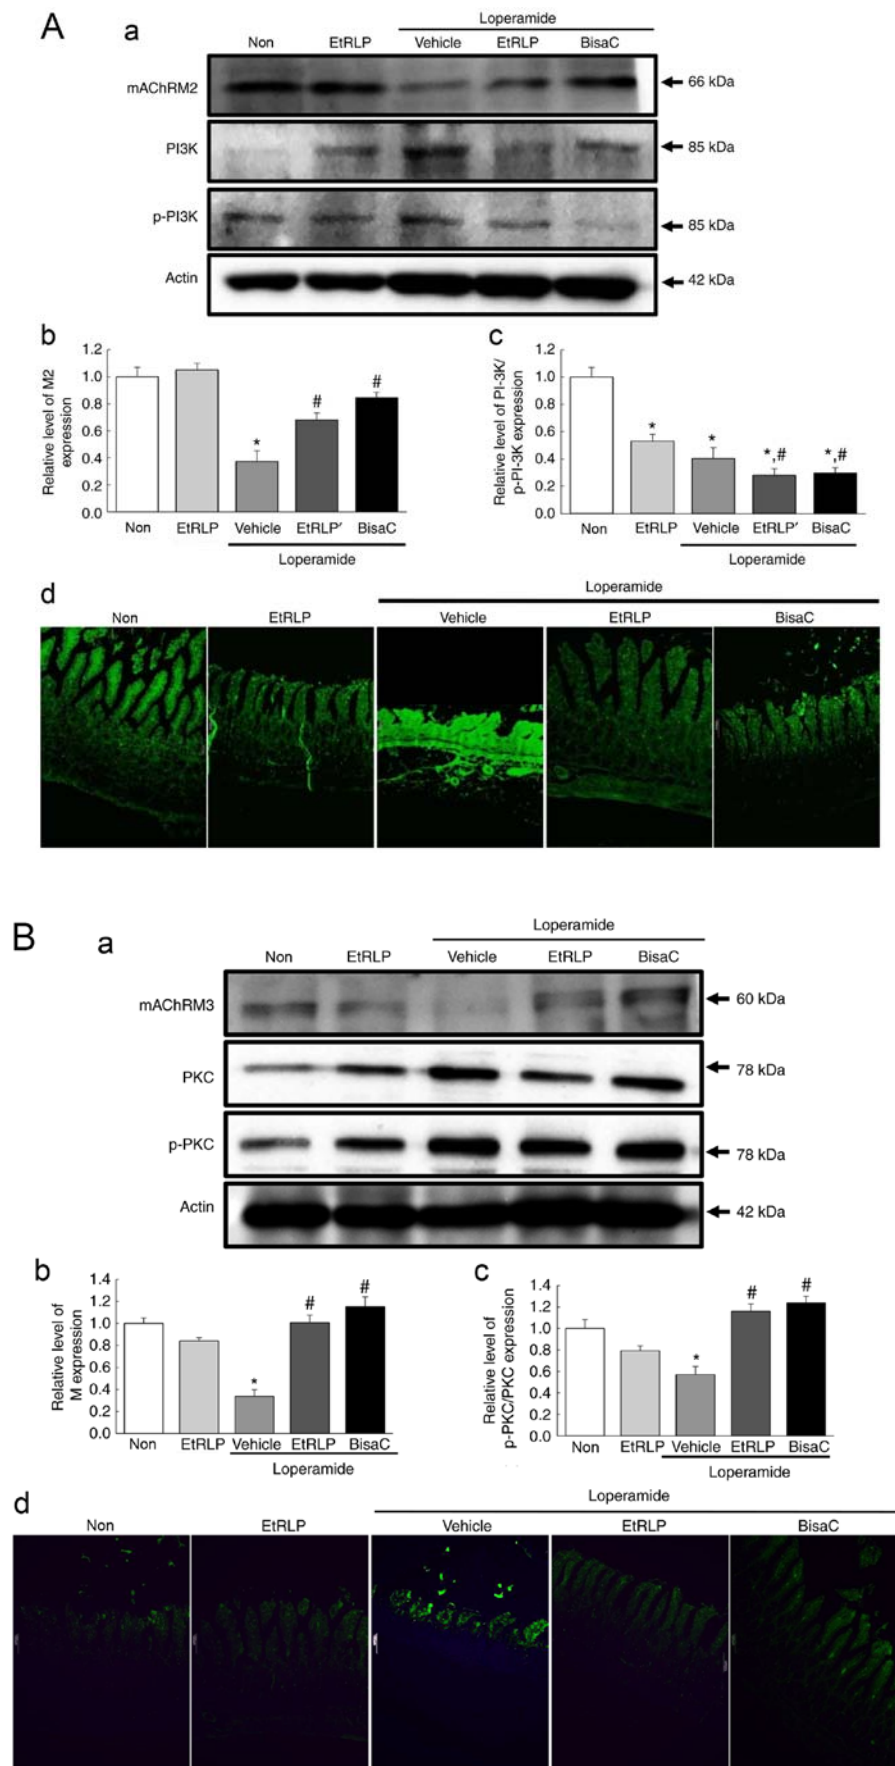 A
a
Loperamide
Non EtRLP Vehicle EtRLP BisaC
mAChRM2 66 kDa
PI3K 85 kDa
p-PI3K 85 kDa
Actin 42 kDa
b
Relative level of M2
expression
1.2
1.0
0.8
0.6
0.4
0.2
0.0
* # #
Non EtRLP Vehicle EtRLP' BisaC
Loperamide
c
Relative level of PI-3K/
p-PI-3K expression
1.2
1.0
0.8
0.6
0.4
0.2
0.0
* * *,# *,#
Non EtRLP Vehicle EtRLP' BisaC
Loperamide
d
Loperamide
Non EtRLP Vehicle EtRLP BisaC
B
a
Loperamide
Non EtRLP Vehicle EtRLP BisaC
mAChRM3 60 kDa
PKC 78 kDa
p-PKC 78 kDa
Actin 42 kDa
b
Relative level of
M expression
1.4
1.2
1.0
0.8
0.6
0.4
0.2
0.0
* # #
Non EtRLP Vehicle EtRLP BisaC
Loperamide
c
Relative level of
p-PKC/PKC expression
1.4
1.2
1.0
0.8
0.6
0.4
0.2
0.0
* # #
Non EtRLP Vehicle EtRLP BisaC
Loperamide
d
Loperamide
Non EtRLP Vehicle EtRLP BisaC